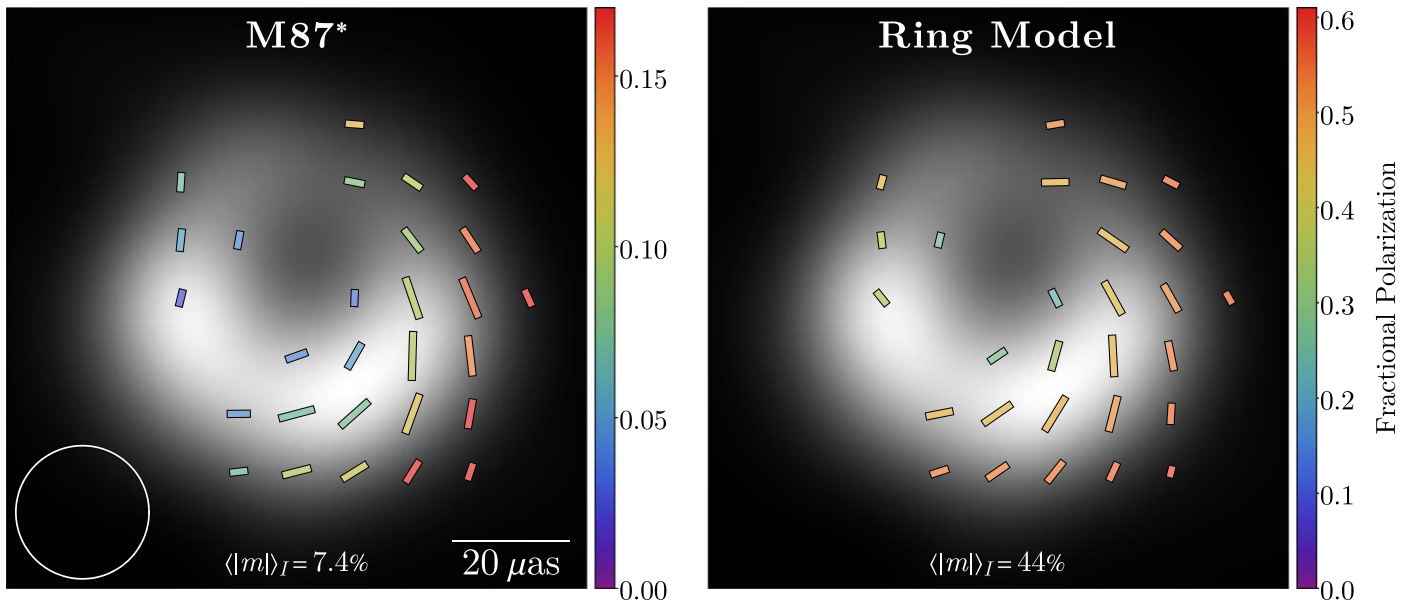 M87*
0.15
0.10
0.05
0.00
⟨|m|⟩_I = 7.4%
20 μas
Ring Model
0.6
0.5
0.4
0.3
0.2
0.1
0.0
Fractional Polarization
⟨|m|⟩_I = 44%